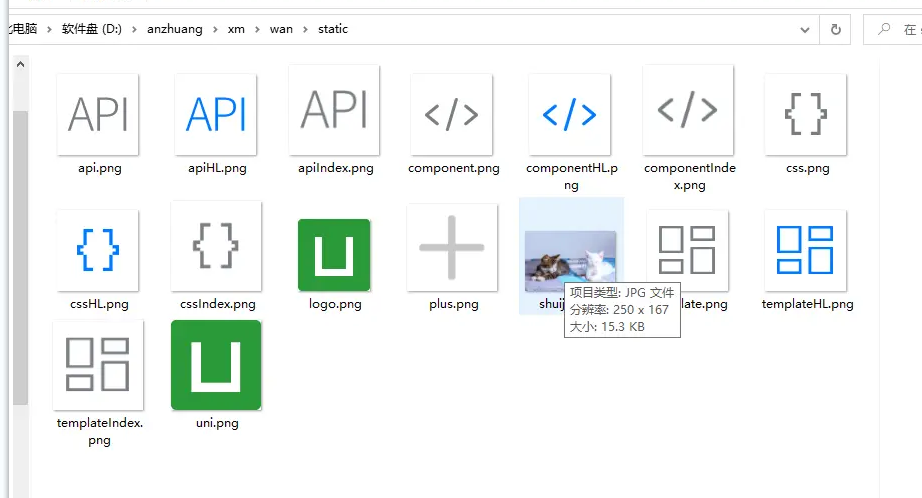 电脑 > 软件盘 (D:) > anzhuang > xm > wan > static
在
API API API </> </> </> {}
api.png apiHL.png apiIndex.png component.png componentHL.p componentInde css.png
ng x.png
{} {} U
cssHL.png cssIndex.png logo.png plus.png shuij late.png templateHL.png
项目类型: JPG 文件
分辨率: 250 x 167
大小: 15.3 KB
U
templateIndex. uni.png
png